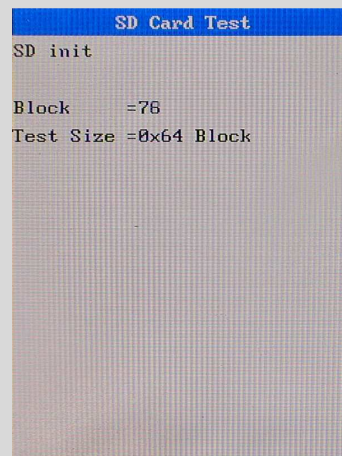 SD Card Test
SD init
Block =76
Test Size =0x64 Block